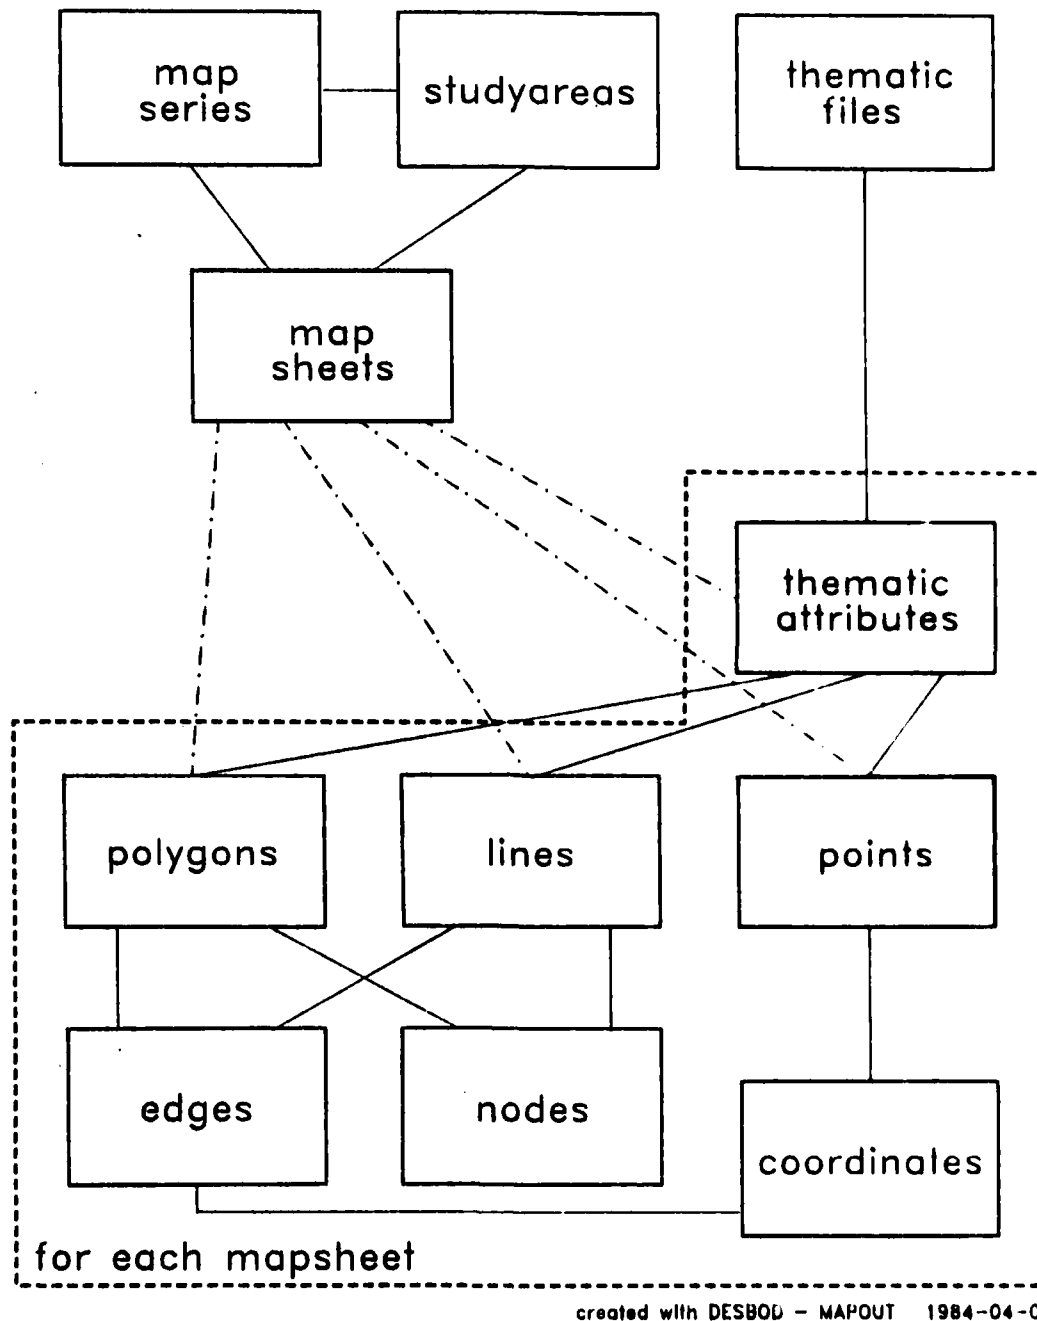 map
series
studyareas
thematic
files
map
sheets
thematic
attributes
polygons
lines
points
edges
nodes
coordinates
for each mapsheet
created with DESBOD - MAPOUT 1984-04-0